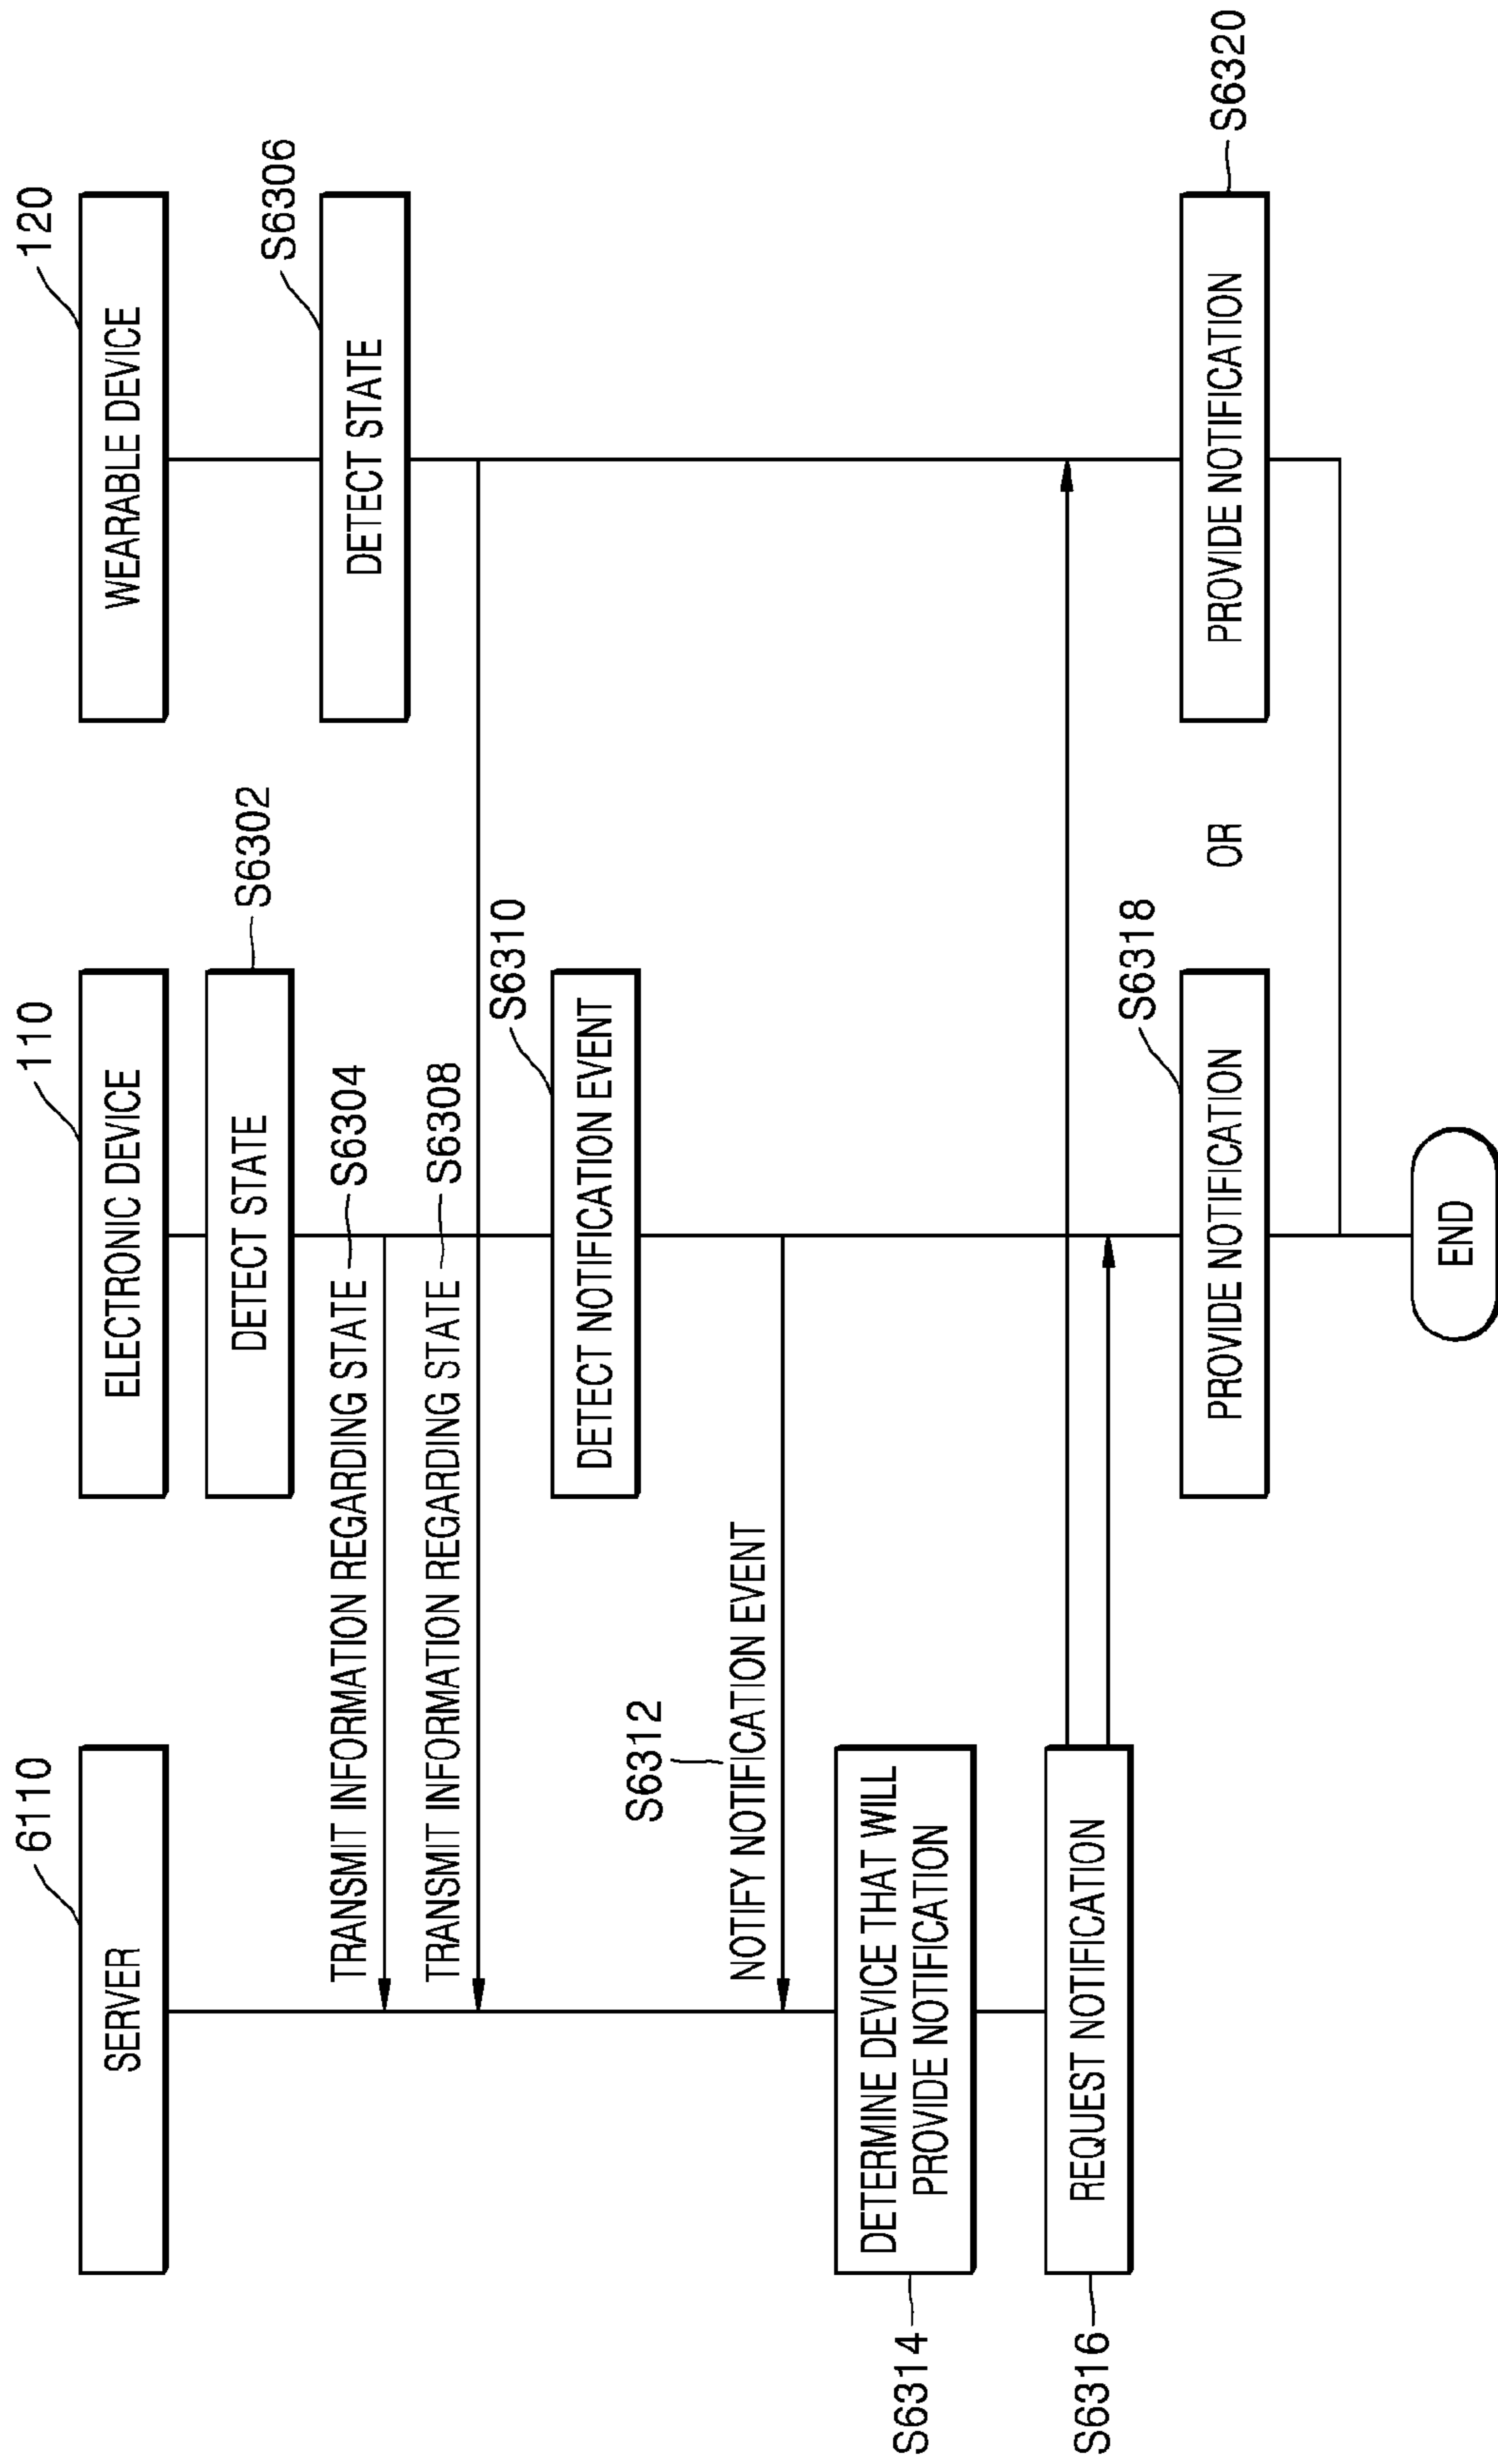 6110
110
120
SERVER
ELECTRONIC DEVICE
WEARABLE DEVICE
S6302
DETECT STATE
S6306
DETECT STATE
TRANSMIT INFORMATION REGARDING STATE
S6304
TRANSMIT INFORMATION REGARDING STATE
S6308
S6310
DETECT NOTIFICATION EVENT
S6312
NOTIFY NOTIFICATION EVENT
S6314
DETERMINE DEVICE THAT WILL
PROVIDE NOTIFICATION
S6316
REQUEST NOTIFICATION
S6318
PROVIDE NOTIFICATION
OR
PROVIDE NOTIFICATION
S6320
END